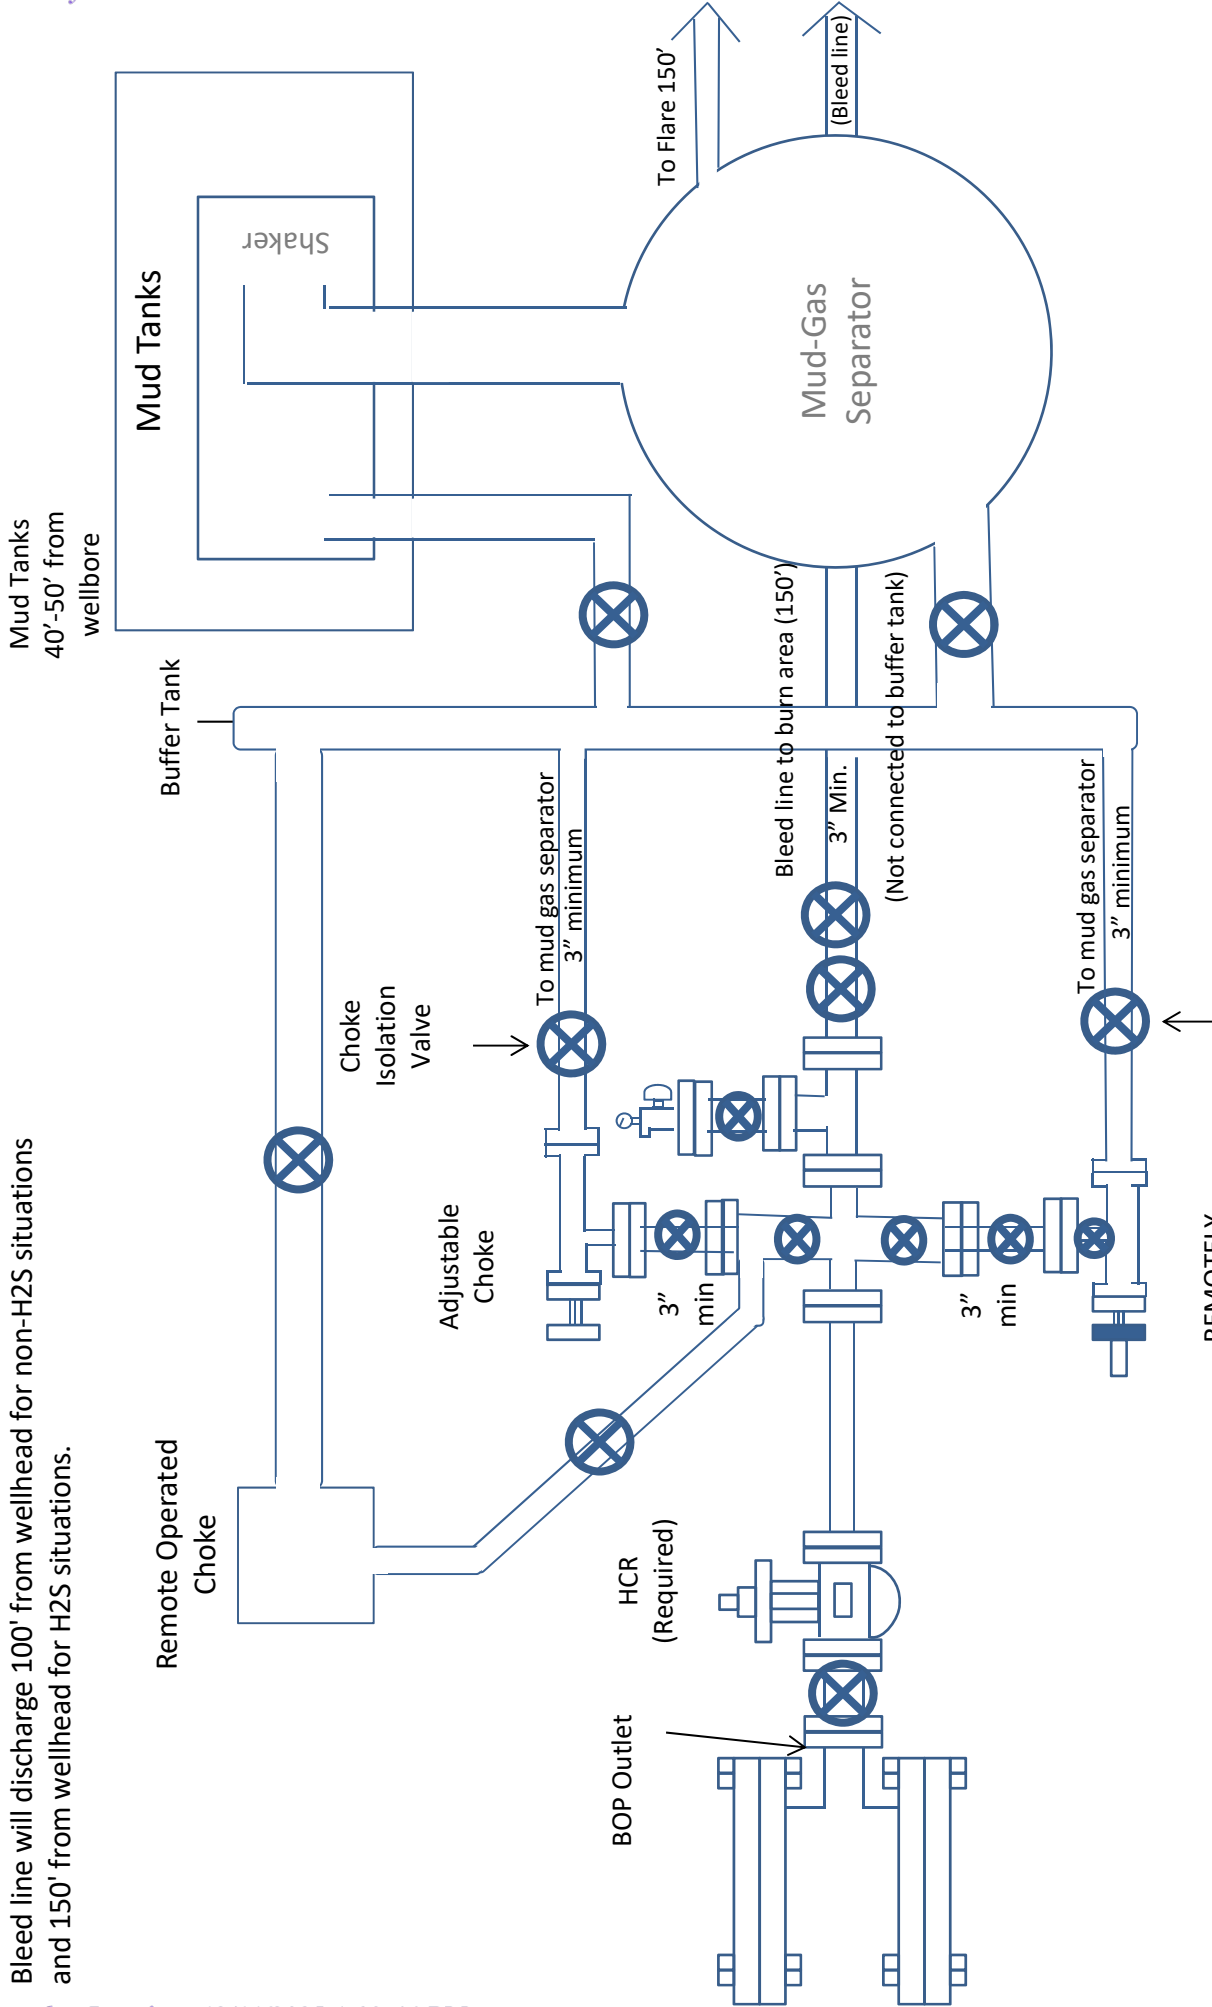 Bleed line will discharge 100' from wellhead for non-H2S situations
and 150' from wellhead for H2S situations.
Mud Tanks
40’-50’ from
wellbore
Mud Tanks
Shaker
Buffer Tank
Remote Operated
Choke
Choke
Isolation
Valve
Adjustable
Choke
To mud gas separator
3” minimum
To Flare 150’
(Bleed line)
Mud-Gas
Separator
BOP Outlet
HCR
(Required)
3”
min
Bleed line to burn area (150’)
3” Min.
(Not connected to buffer tank)
3”
min
To mud gas separator
3” minimum